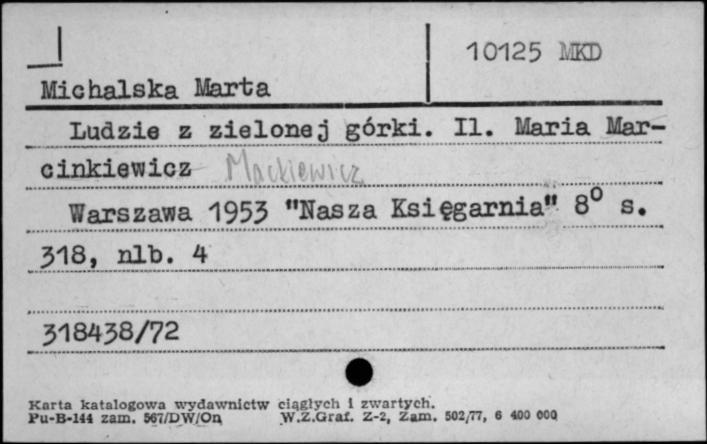 10125 MKD
Michalska Marta
Ludzie z zielonej górki. Il. Maria Mar-
cinkiewicz Mackiewicz
Warszawa 1953 "Nasza Księgarnia" 8° s.
318, nlb. 4
318438/72
Karta katalogowa wydawnictw ciągłych i zwartych.
Pu-B-144 zam. 567/DW/On W.Z.Graf. Z-2, Zam. 502/77, 6 400 000